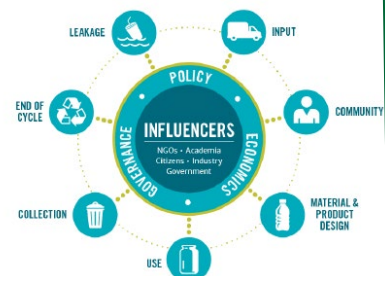 LEAKAGE
INPUT
POLICY
END OF
CYCLE
COMMUNITY
INFLUENCERS
NGOs • Academia
Citizens • Industry
Government
GOVERNANCE
ECONOMICS
COLLECTION
MATERIAL &
PRODUCT
DESIGN
USE